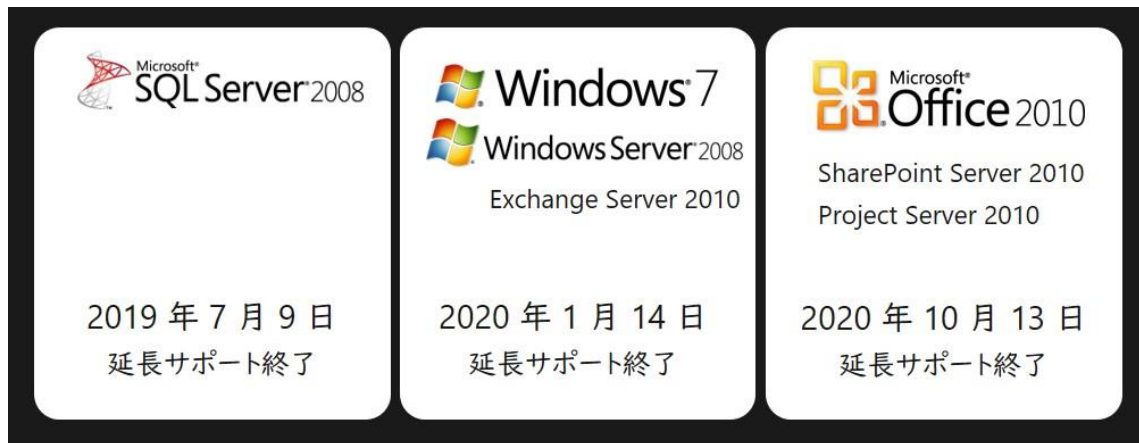 Microsoft®
SQL Server® 2008
2019 年 7 月 9 日
延長サポート終了
Windows® 7
Windows Server® 2008
Exchange Server 2010
2020 年 1 月 14 日
延長サポート終了
Microsoft®
Office 2010
SharePoint Server 2010
Project Server 2010
2020 年 10 月 13 日
延長サポート終了